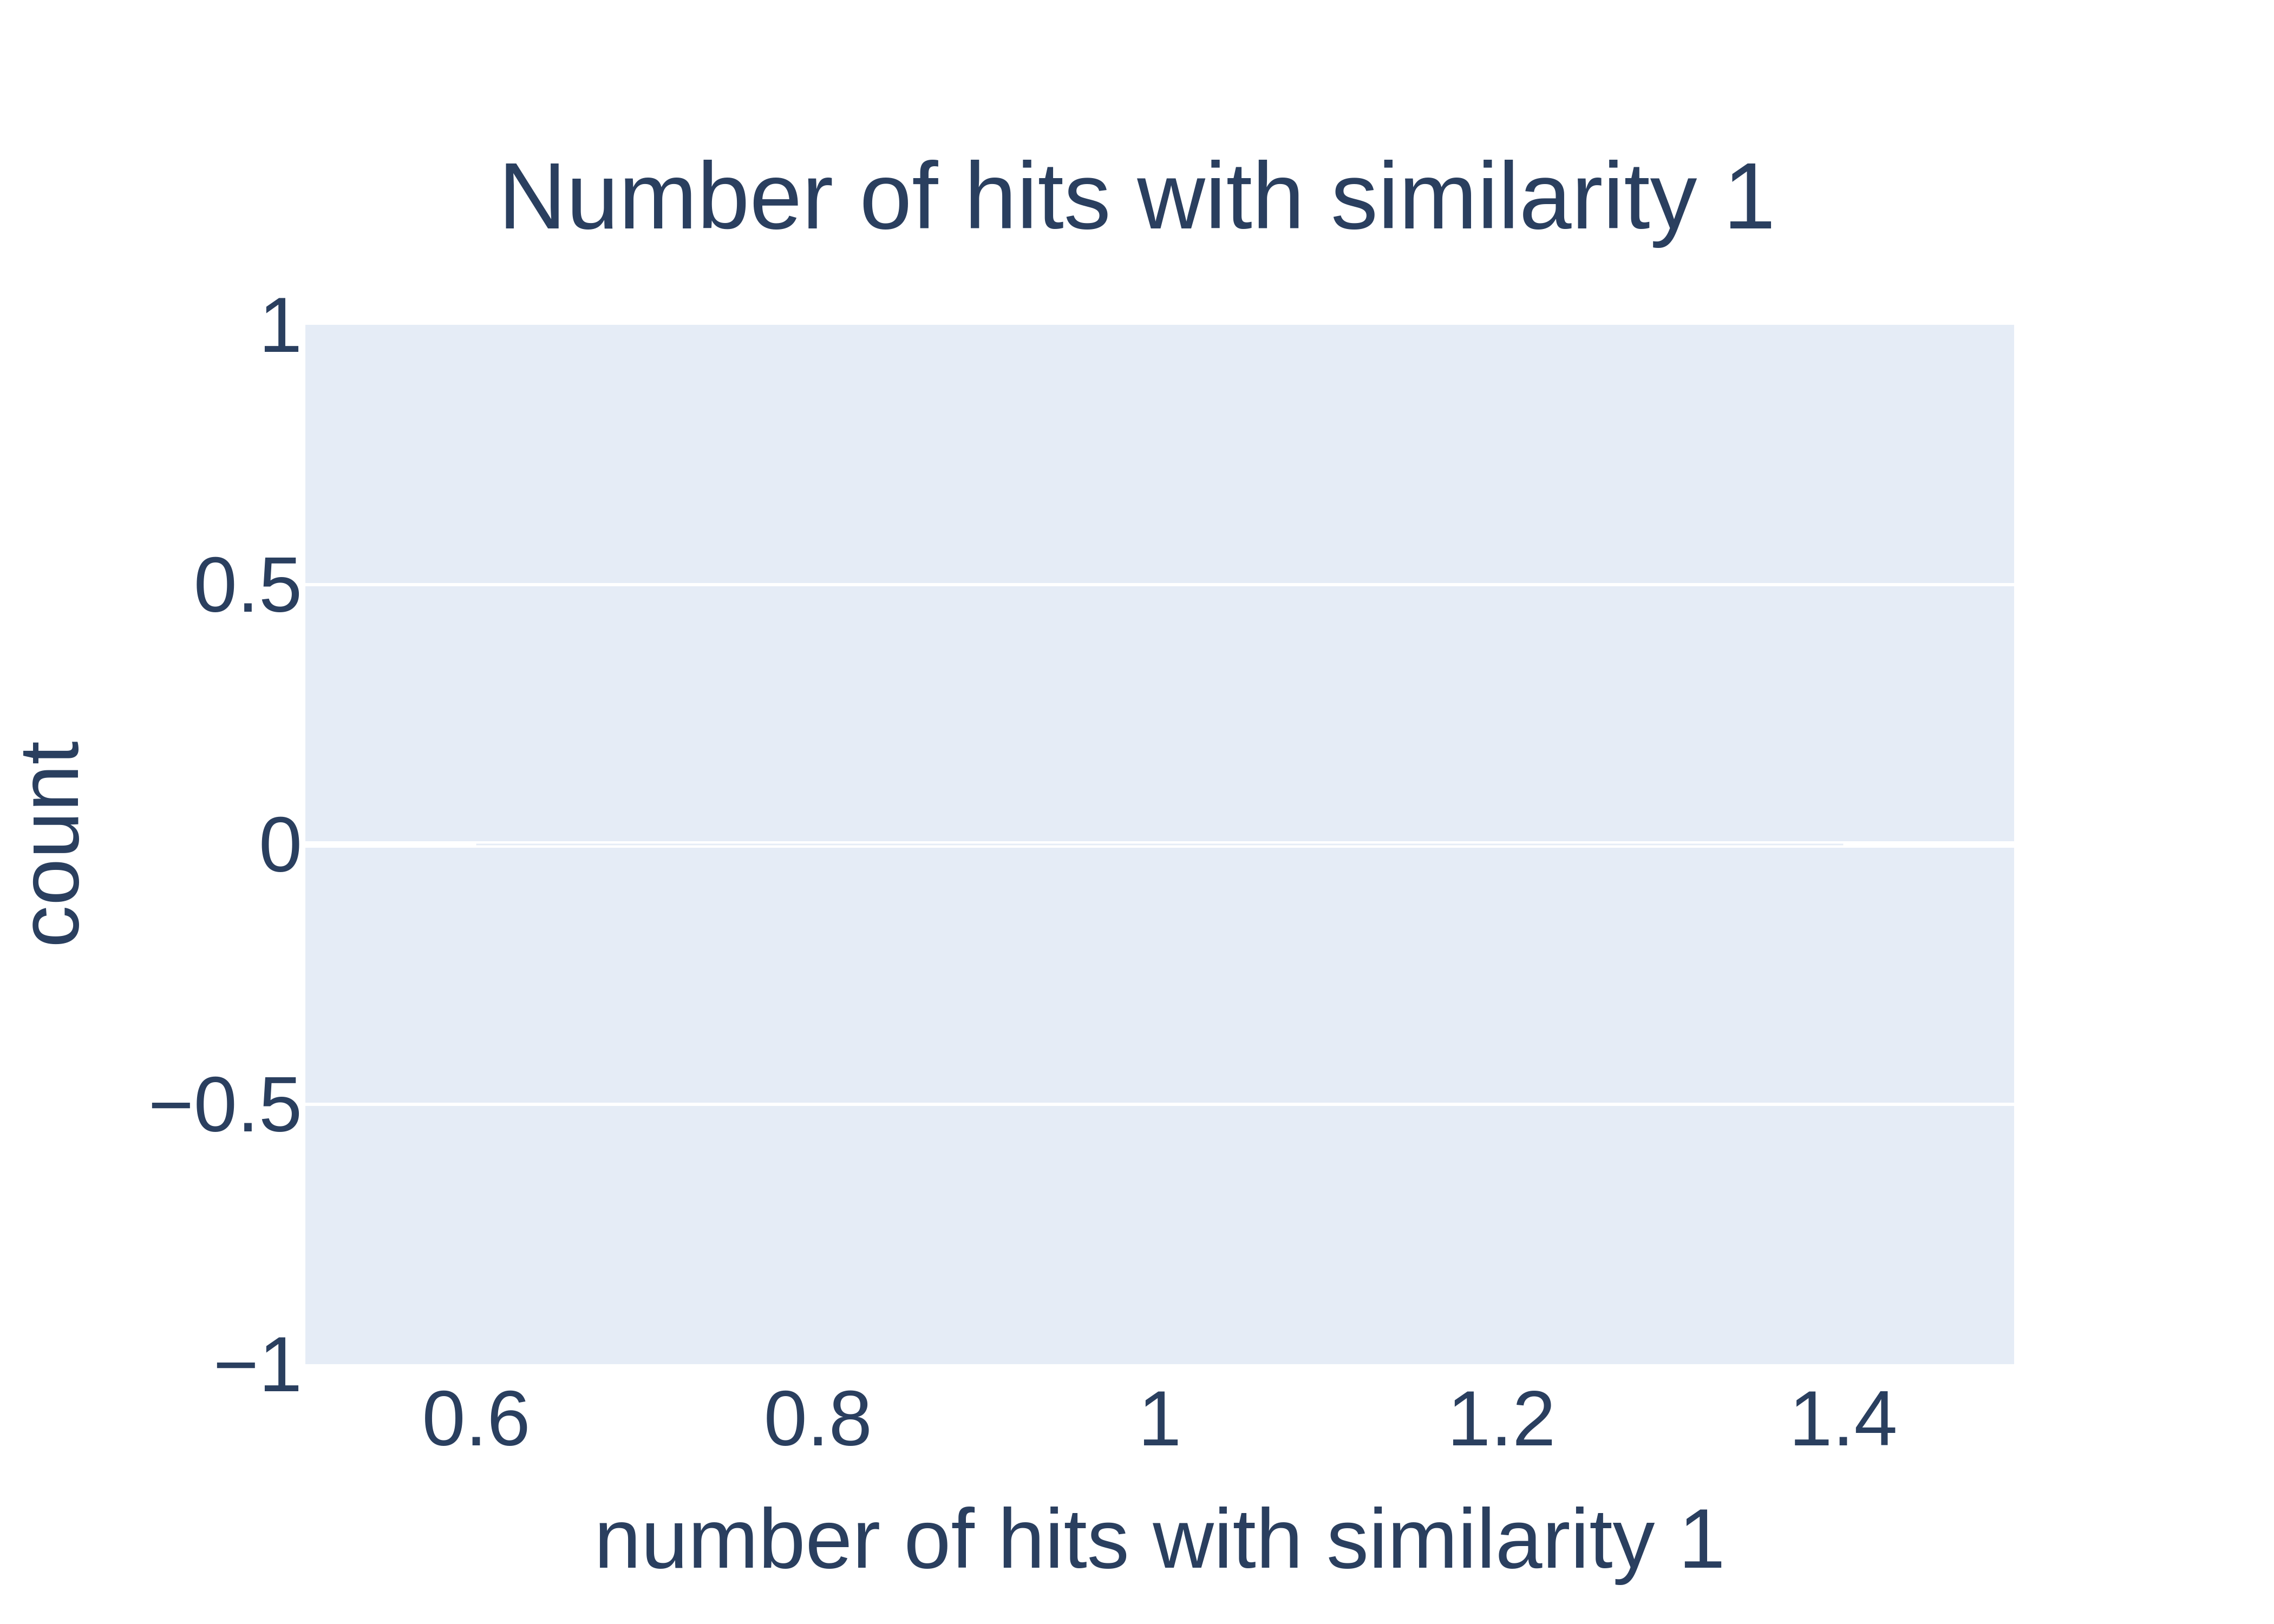 Number of hits with similarity 1
1
0.5
0
−0.5
−1
count
0.6 0.8 1 1.2 1.4
number of hits with similarity 1